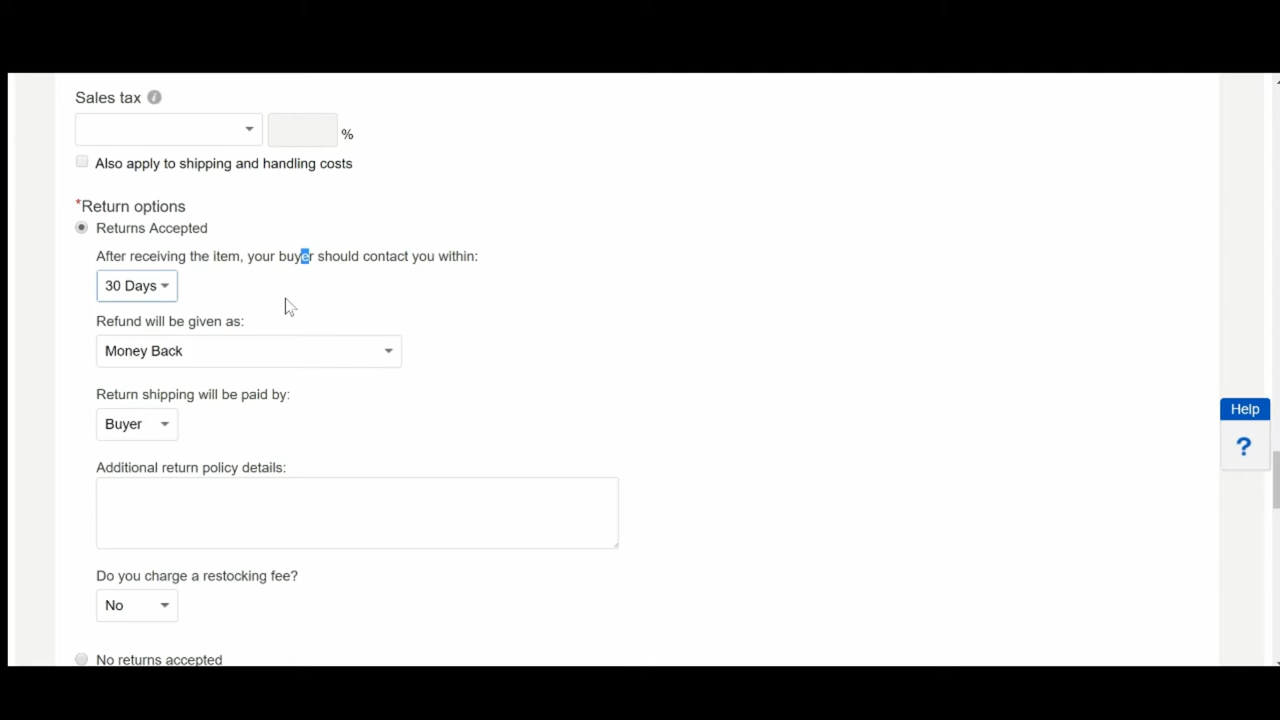 Sales tax
%
Also apply to shipping and handling costs
*Return options
Returns Accepted
After receiving the item, your buyer should contact you within:
30 Days
Refund will be given as:
Money Back
Return shipping will be paid by:
Buyer
Help
?
Additional return policy details:
Do you charge a restocking fee?
No
No returns accepted